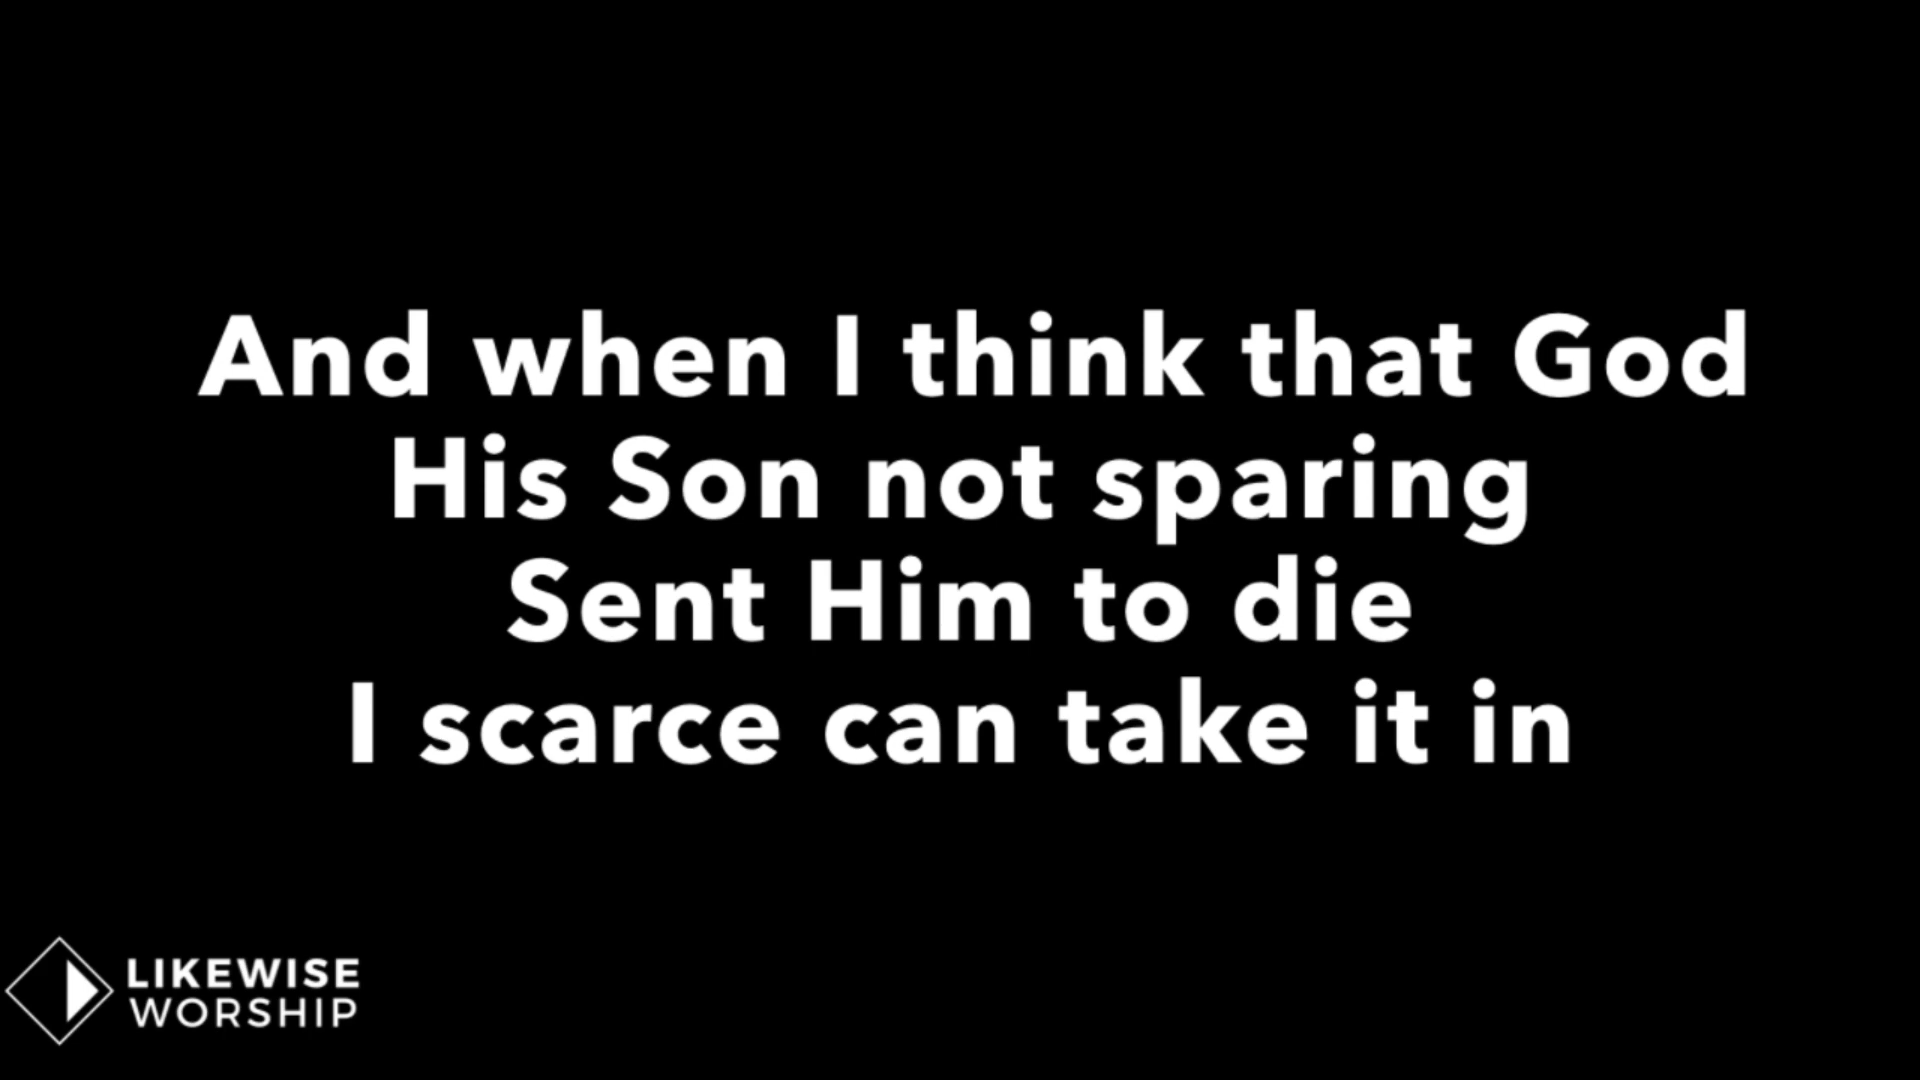 And when I think that God
His Son not sparing
Sent Him to die
I scarce can take it in
LIKEWISE
WORSHIP